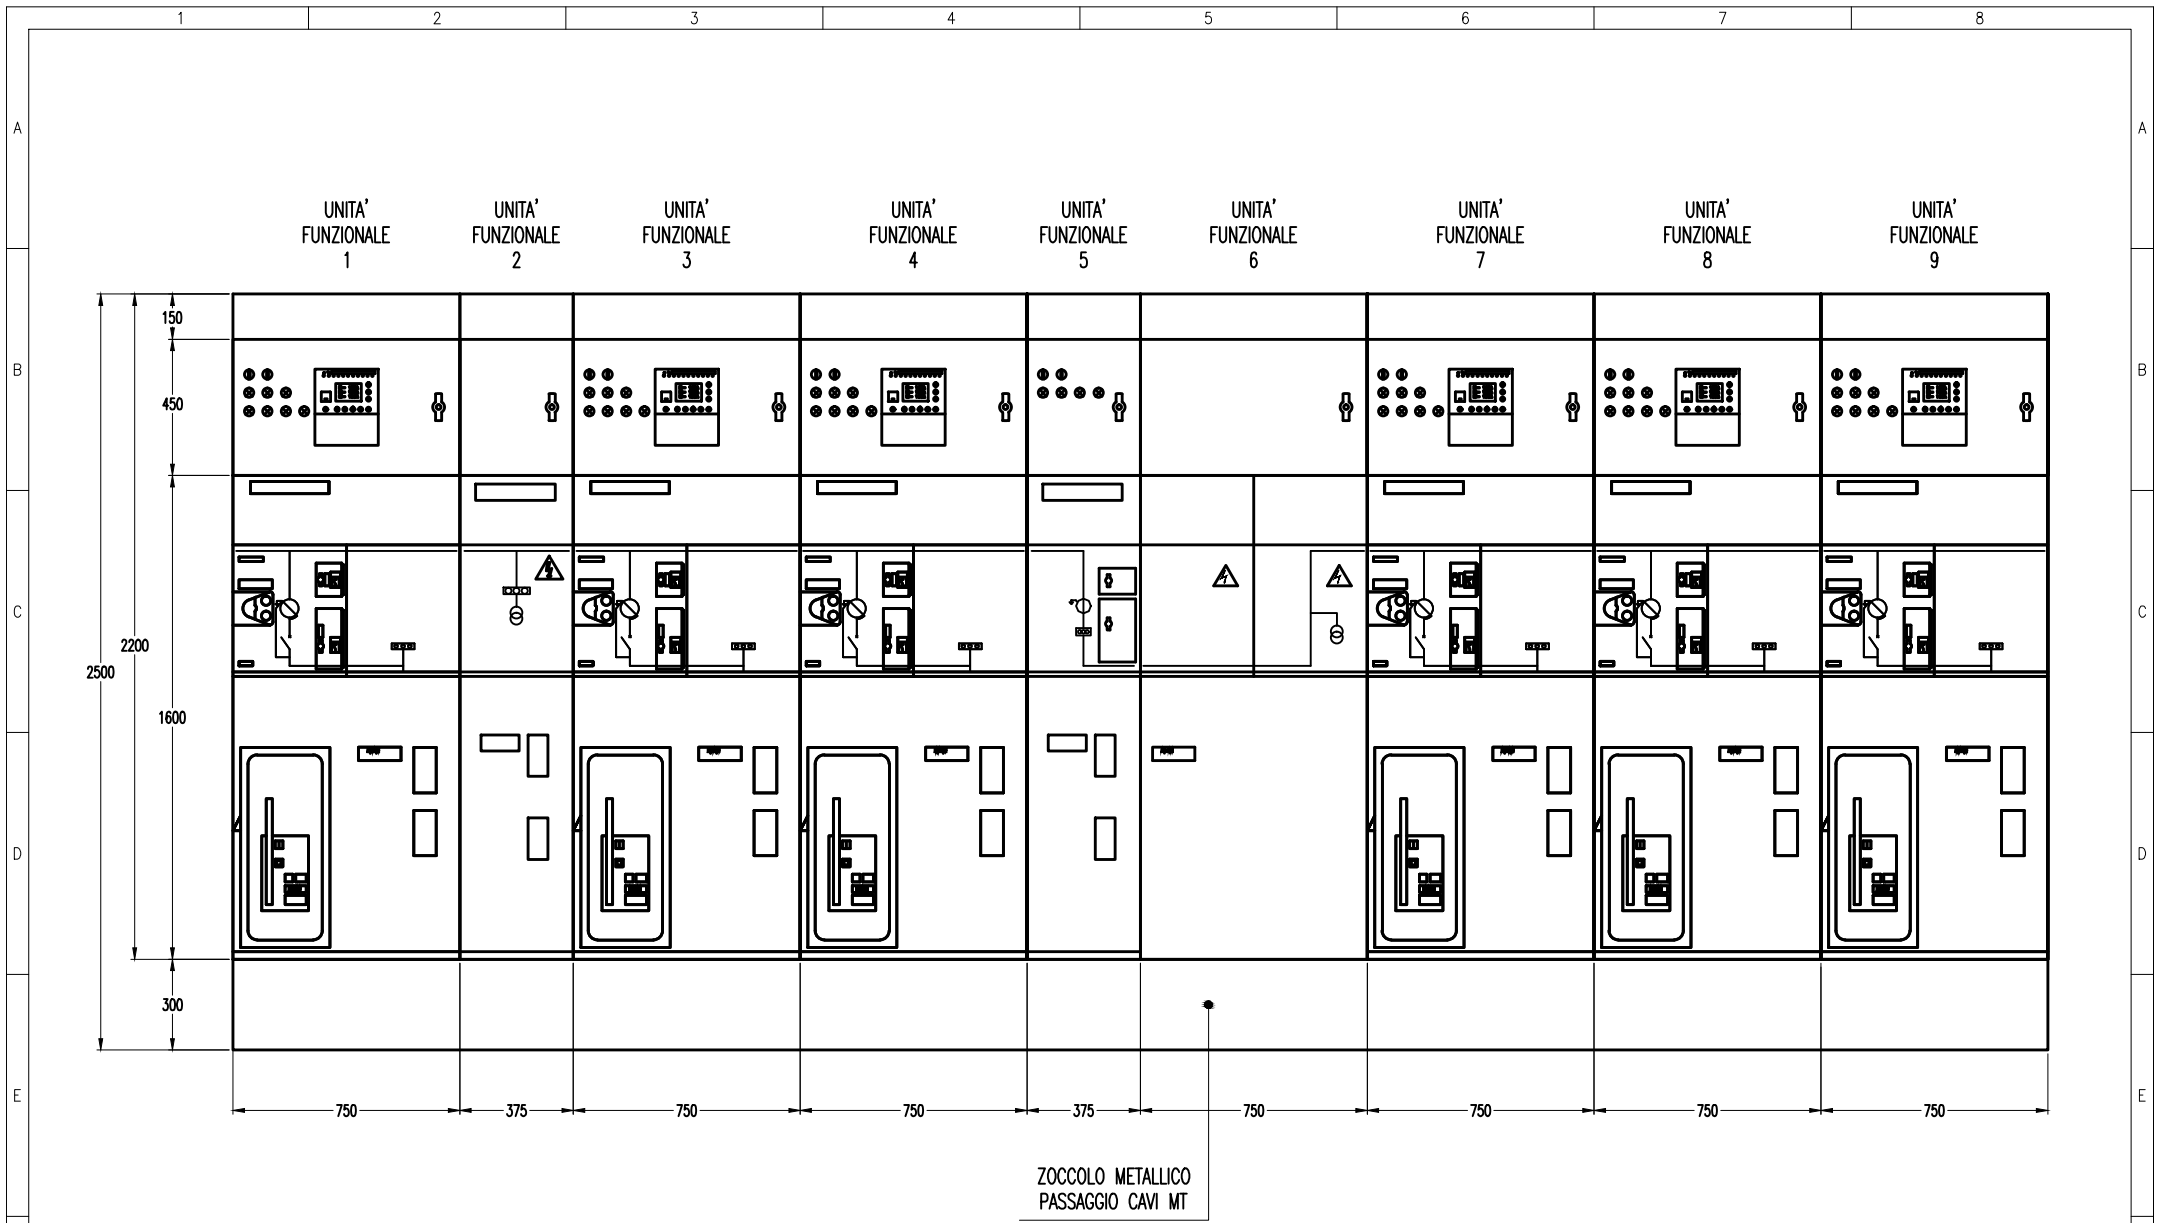 1 2 3 4 5 6 7 8
A A
UNITA' FUNZIONALE 1
UNITA' FUNZIONALE 2
UNITA' FUNZIONALE 3
UNITA' FUNZIONALE 4
UNITA' FUNZIONALE 5
UNITA' FUNZIONALE 6
UNITA' FUNZIONALE 7
UNITA' FUNZIONALE 8
UNITA' FUNZIONALE 9
150
B B
450
C C
2200
2500
1600
D D
300
E E
750 375 750 750 375 750 750 750 750
ZOCCOLO METALLICO
PASSAGGIO CAVI MT